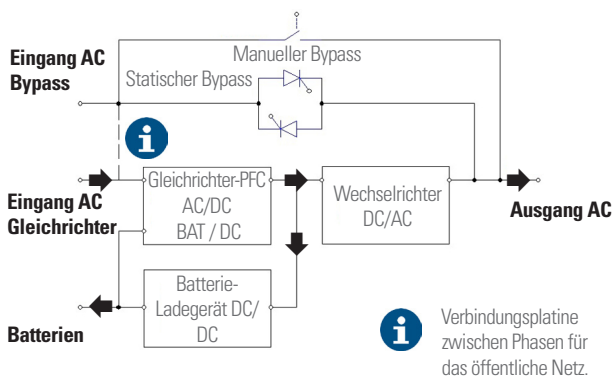 Manueller Bypass
Eingang AC
Bypass
Statischer Bypass
Eingang AC
Gleichrichter
Gleichrichter-PFC
AC/DC
BAT / DC
Wechselrichter
DC/AC
Ausgang AC
Batterie-
Ladegerät DC/
DC
Batterien
Verbindungsplatine
zwischen Phasen für
das öffentliche Netz.